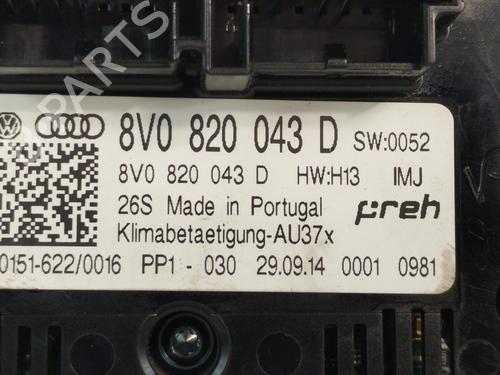 8V0 820 043 D SW:0052
8V0 820 043 D HW:H13 IMJ
26S Made in Portugal preh
Klimabetaetigung-AU37x
0151-622/0016 PP1 - 030 29.09.14 0001 0981